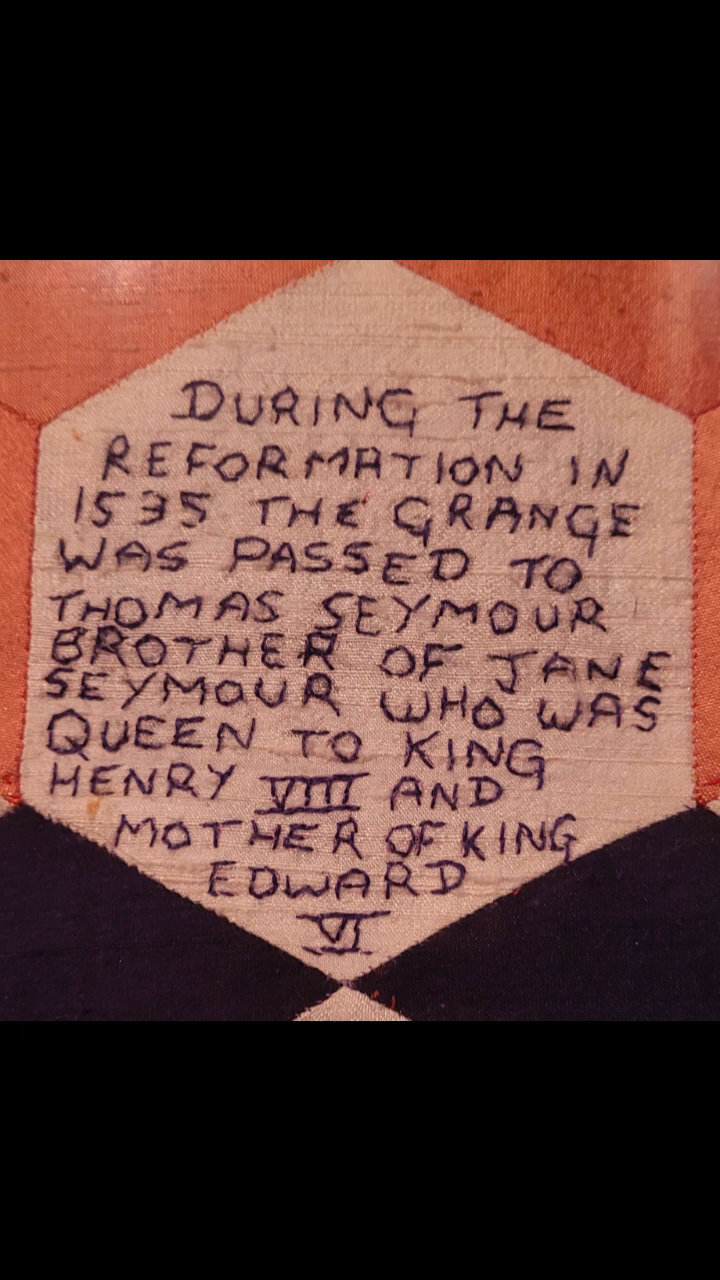 DURING THE
REFORMATION IN
1535 THE GRANGE
WAS PASSED TO
THOMAS SEYMOUR
BROTHER OF JANE
SEYMOUR WHO WAS
QUEEN TO KING
HENRY VIII AND
MOTHER OF KING
EDWARD
VI